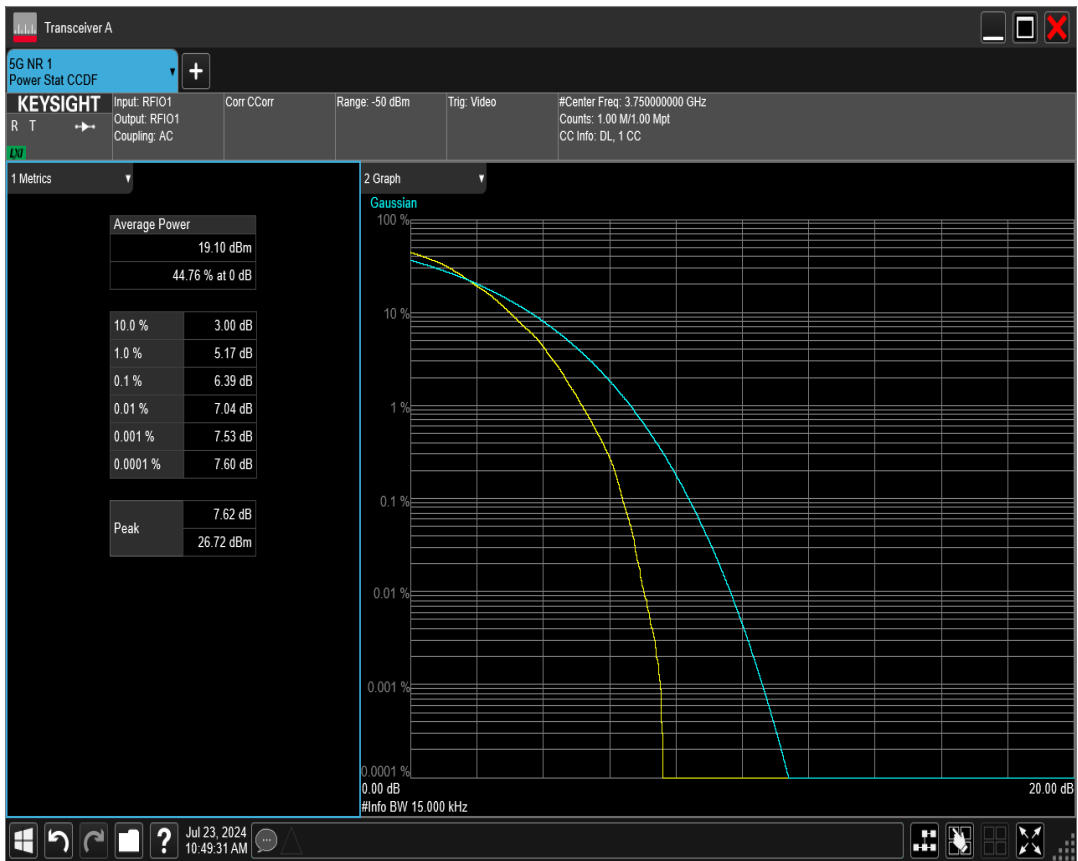 Transceiver A
5G NR 1
Power Stat CCDF
KEYSIGHT
R T
LXI
Input: RFIO1
Output: RFIO1
Coupling: AC
Corr CCorr
Range: -50 dBm
Trig: Video
#Center Freq: 3.750000000 GHz
Counts: 1.00 M/1.00 Mpt
CC Info: DL, 1 CC
1 Metrics
Average Power
19.10 dBm
44.76 % at 0 dB
10.0 % 3.00 dB
1.0 % 5.17 dB
0.1 % 6.39 dB
0.01 % 7.04 dB
0.001 % 7.53 dB
0.0001 % 7.60 dB
Peak
7.62 dB
26.72 dBm
2 Graph
Gaussian
100 %
10 %
1 %
0.1 %
0.01 %
0.001 %
0.0001 %
0.00 dB 20.00 dB
#Info BW 15.000 kHz
?
Jul 23, 2024
10:49:31 AM